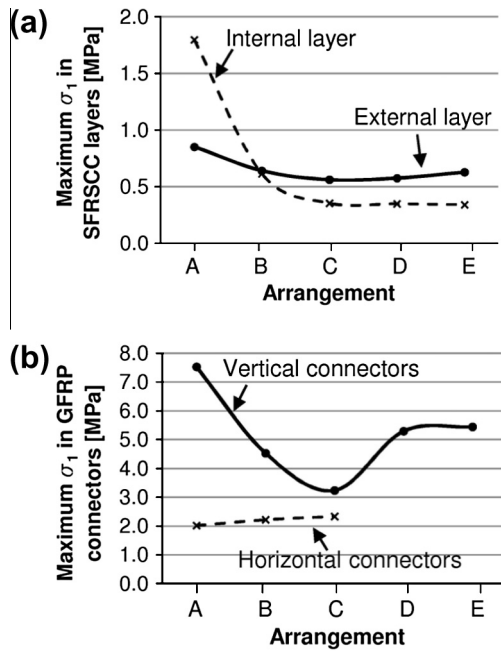 (a)
Maximum σ1 in
SFRSCC layers [MPa]
2.0
1.5
1.0
0.5
0.0
Internal layer
External layer
A B C D E
Arrangement
(b)
Maximum σ1 in GFRP
connectors [MPa]
8.0
7.0
6.0
5.0
4.0
3.0
2.0
1.0
0.0
Vertical connectors
Horizontal connectors
A B C D E
Arrangement